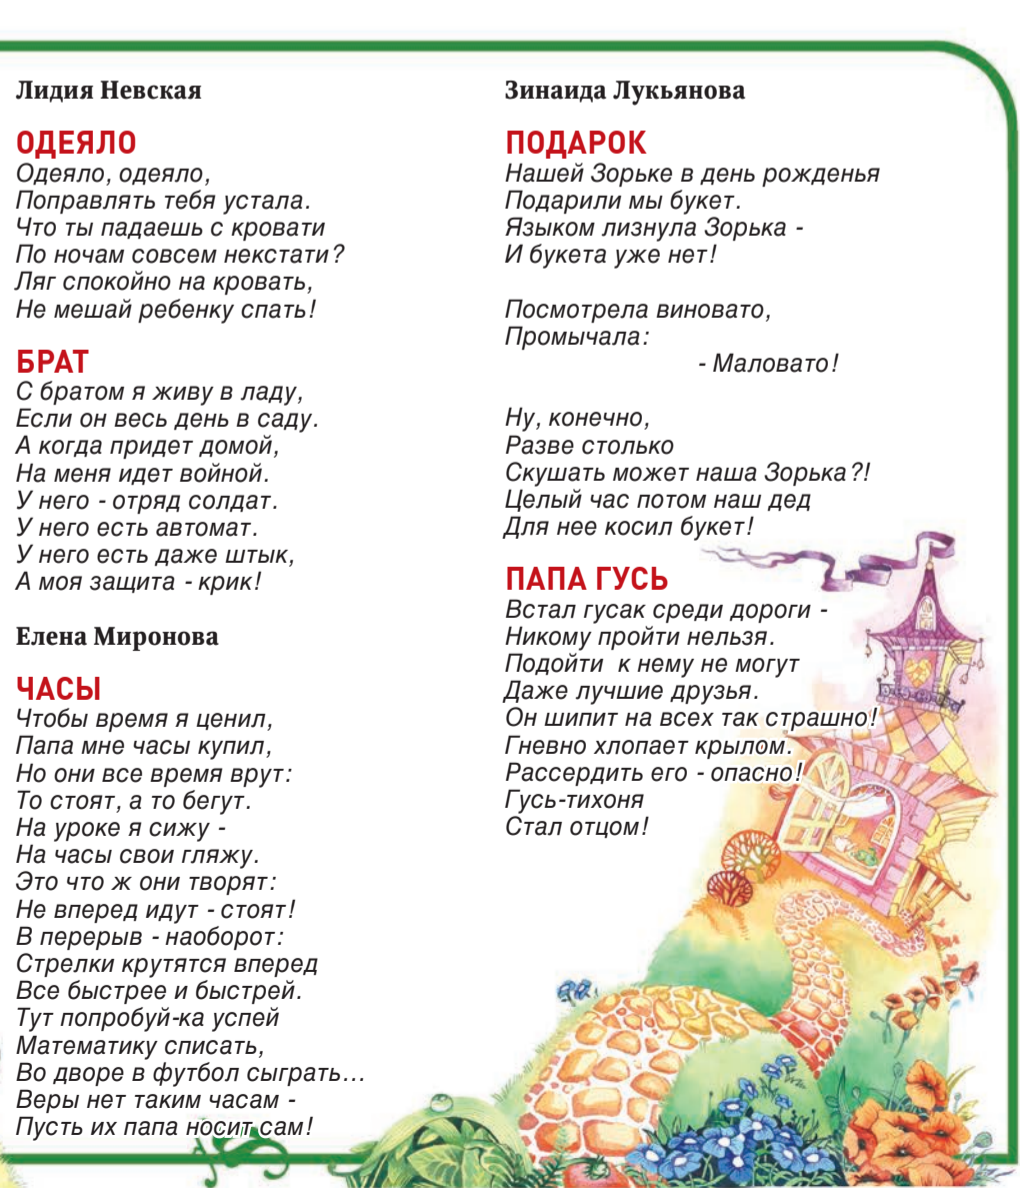 Лидия Невская
ОДЕЯЛО
Одеяло, одеяло,
Поправлять тебя устала.
Что ты падаешь с кровати
По ночам совсем некстати?
Ляг спокойно на кровать,
Не мешай ребенку спать!
БРАТ
С братом я живу в ладу,
Если он весь день в саду.
А когда придет домой,
На меня идет войной.
У него - отряд солдат.
У него есть автомат.
У него есть даже штык,
А моя защита - крик!
Елена Миронова
ЧАСЫ
Чтобы время я ценил,
Папа мне часы купил,
Но они все время врут:
То стоят, а то бегут.
На уроке я сижу -
На часы свои гляжу.
Это что ж они творят:
Не вперед идут - стоят!
В перерыв - наоборот:
Стрелки крутятся вперед
Все быстрее и быстрей.
Тут попробуй-ка успей
Математику списать,
Во дворе в футбол сыграть...
Веры нет таким часам -
Пусть их папа носит сам!
Зинаида Лукьянова
ПОДАРОК
Нашей Зорьке в день рожденья
Подарили мы букет.
Языком лизнула Зорька -
И букета уже нет!
Посмотрела виновато,
Промычала:
- Маловато!
Ну, конечно,
Разве столько
Скушать может наша Зорька?!
Целый час потом наш дед
Для нее косил букет!
ПАПА ГУСЬ
Встал гусак среди дороги -
Никому пройти нельзя.
Подойти к нему не могут
Даже лучшие друзья.
Он шипит на всех так страшно!
Гневно хлопает крылом.
Рассердить его - опасно!
Гусь-тихоня
Стал отцом!